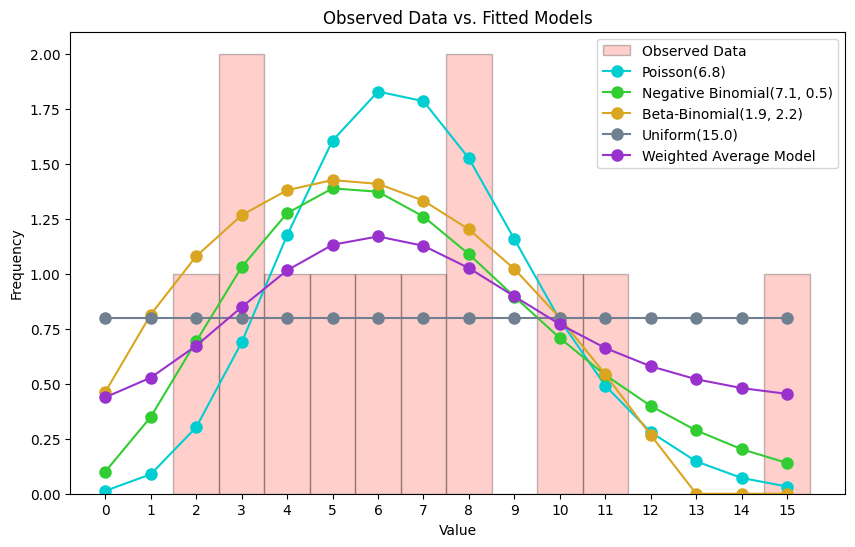 Observed Data vs. Fitted Models
Observed Data
Poisson(6.8)
Negative Binomial(7.1, 0.5)
Beta-Binomial(1.9, 2.2)
Uniform(15.0)
Weighted Average Model
Frequency
2.00
1.75
1.50
1.25
1.00
0.75
0.50
0.25
0.00
0 1 2 3 4 5 6 7 8 9 10 11 12 13 14 15
Value